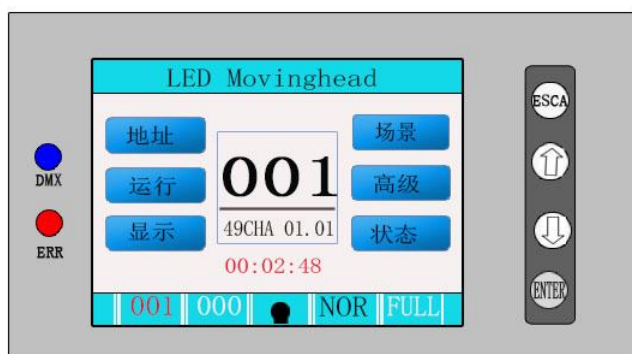 LED Movinghead
地址
运行
显示
001
49CHA 01.01
00:02:48
场景
高级
状态
001 000 NOR FULL
DMX
ERR
ESCA
ENTER